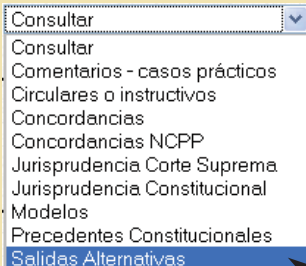 Consultar
Consultar
Comentarios - casos prácticos
Circulares o instructivos
Concordancias
Concordancias NCPP
Jurisprudencia Corte Suprema
Jurisprudencia Constitucional
Modelos
Precedentes Constitucionales
Salidas Alternativas